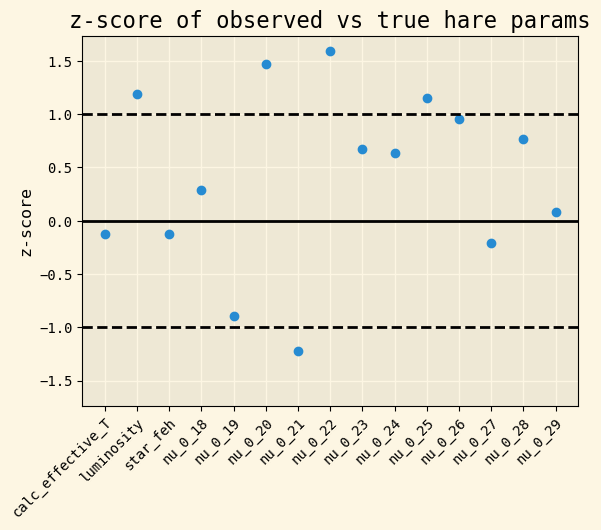 z-score of observed vs true hare params
z-score
1.5
1.0
0.5
0.0
−0.5
−1.0
−1.5
calc_effective_T
luminosity
star_feh
nu_0_18
nu_0_19
nu_0_20
nu_0_21
nu_0_22
nu_0_23
nu_0_24
nu_0_25
nu_0_26
nu_0_27
nu_0_28
nu_0_29